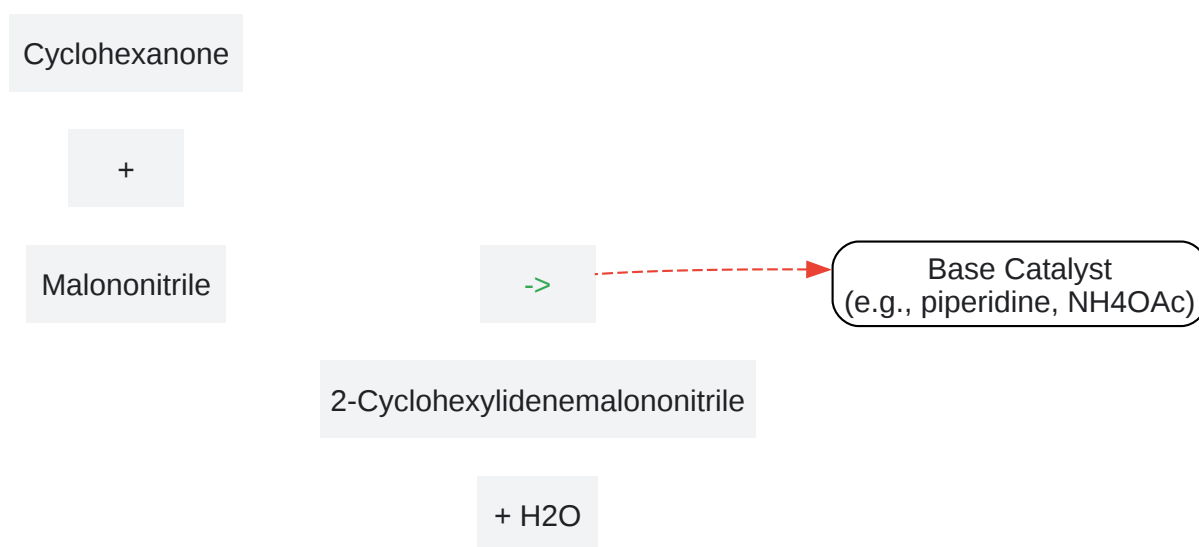 Cyclohexanone
+
Malononitrile
->
Base Catalyst
(e.g., piperidine, NH4OAc)
2-Cyclohexylidenemalononitrile
+ H2O